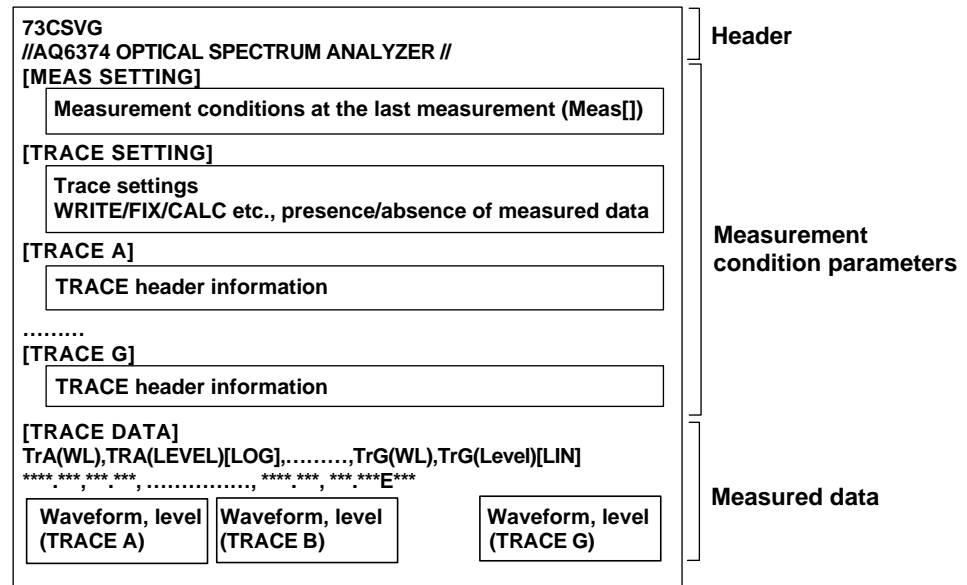 73CSVG
//AQ6374 OPTICAL SPECTRUM ANALYZER //
Header
[MEAS SETTING]
Measurement conditions at the last measurement (Meas[])
[TRACE SETTING]
Trace settings
WRITE/FIX/CALC etc., presence/absence of measured data
[TRACE A]
TRACE header information
Measurement
condition parameters
………
[TRACE G]
TRACE header information
[TRACE DATA]
TrA(WL),TRA(LEVEL)[LOG],………,TrG(WL),TrG(Level)[LIN]
****.***,***.***, ……………, ****.***, ***.***E***
Waveform, level
(TRACE A)
Waveform, level
(TRACE B)
Waveform, level
(TRACE G)
Measured data